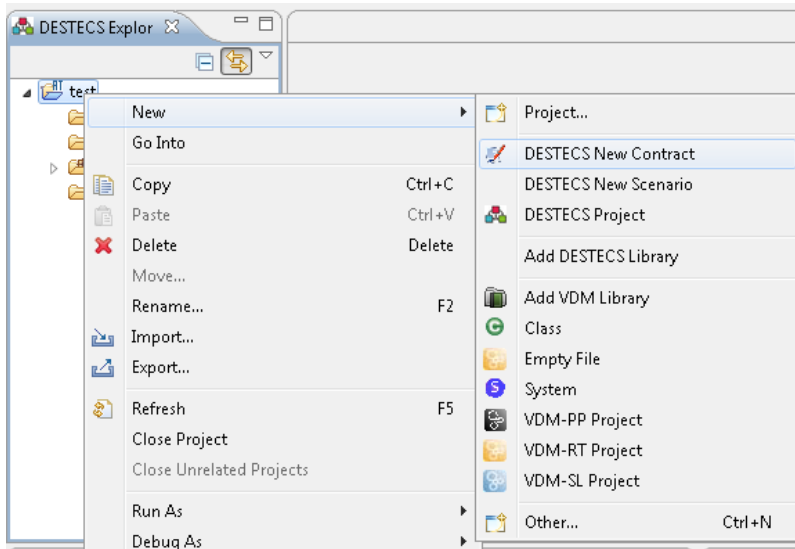 DESTECS Explor
test
New
Go Into
Copy Ctrl+C
Paste Ctrl+V
Delete Delete
Move...
Rename... F2
Import...
Export...
Refresh F5
Close Project
Close Unrelated Projects
Run As
Debug As
Project...
DESTECS New Contract
DESTECS New Scenario
DESTECS Project
Add DESTECS Library
Add VDM Library
Class
Empty File
System
VDM-PP Project
VDM-RT Project
VDM-SL Project
Other... Ctrl+N